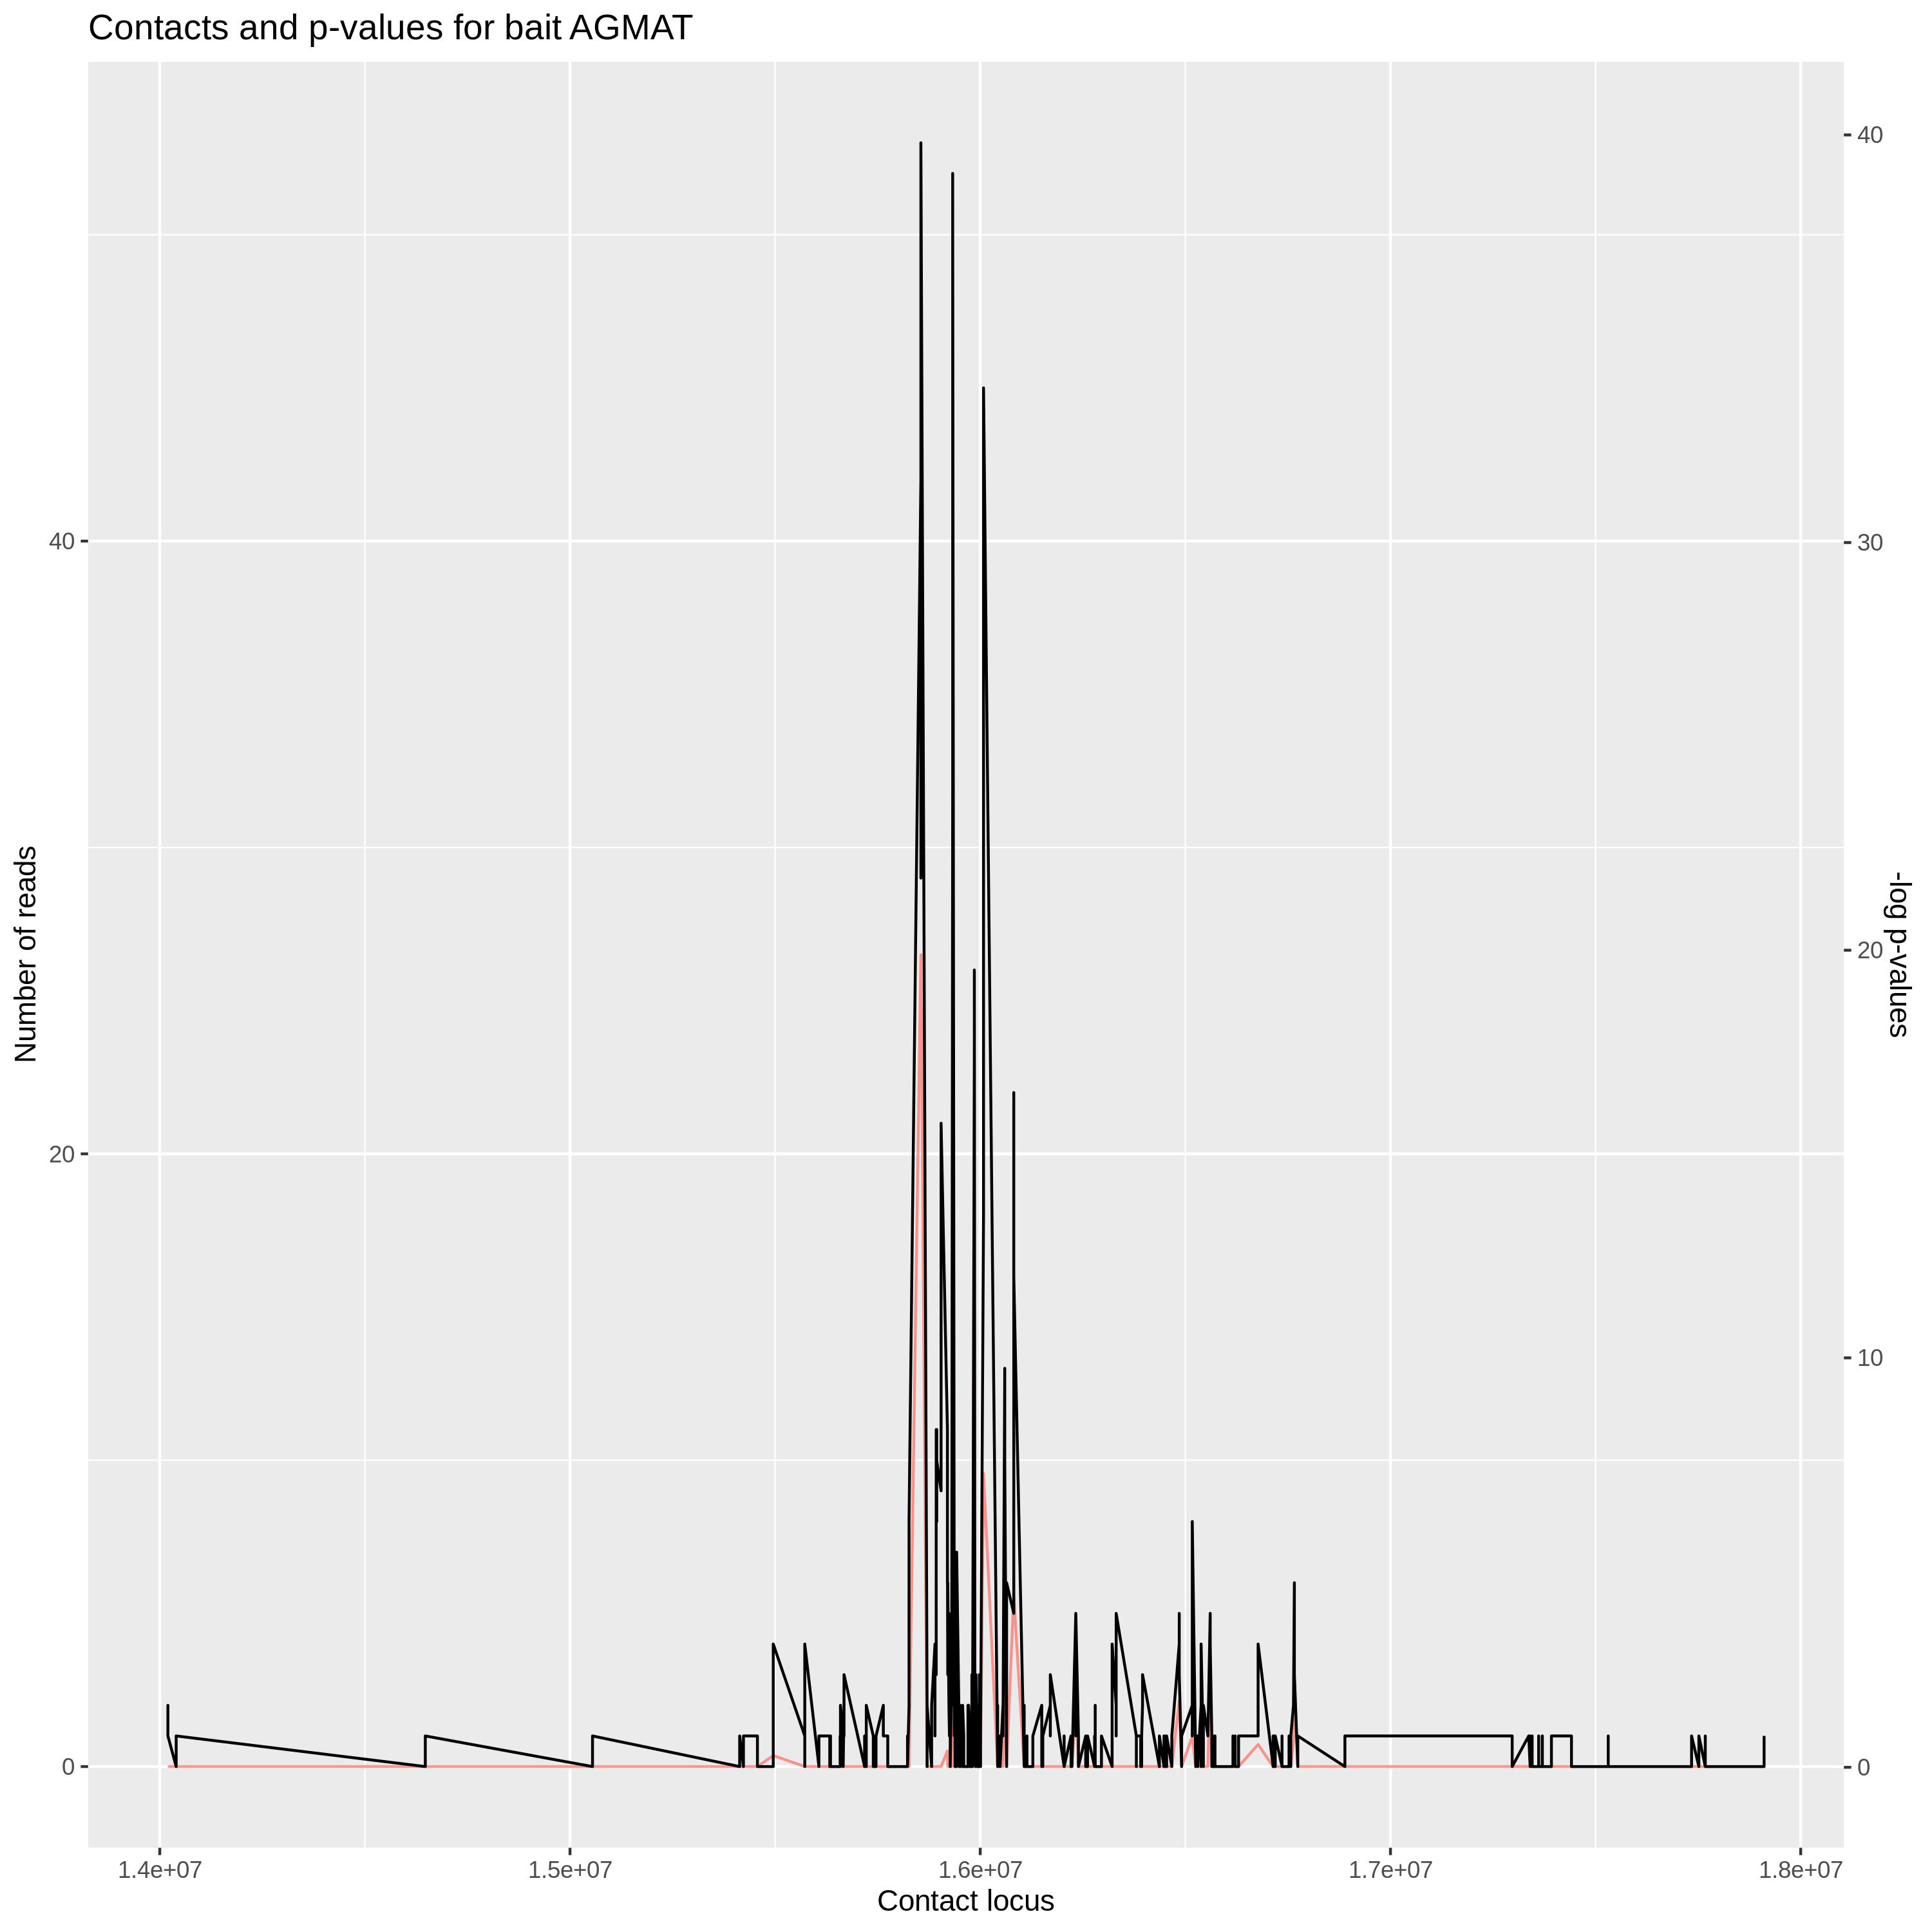 Contacts and p-values for bait AGMAT
40
20
0
Number of reads
40
30
20
10
0
-log p-values
1.4e+07
1.5e+07
1.6e+07
1.7e+07
1.8e+07
Contact locus